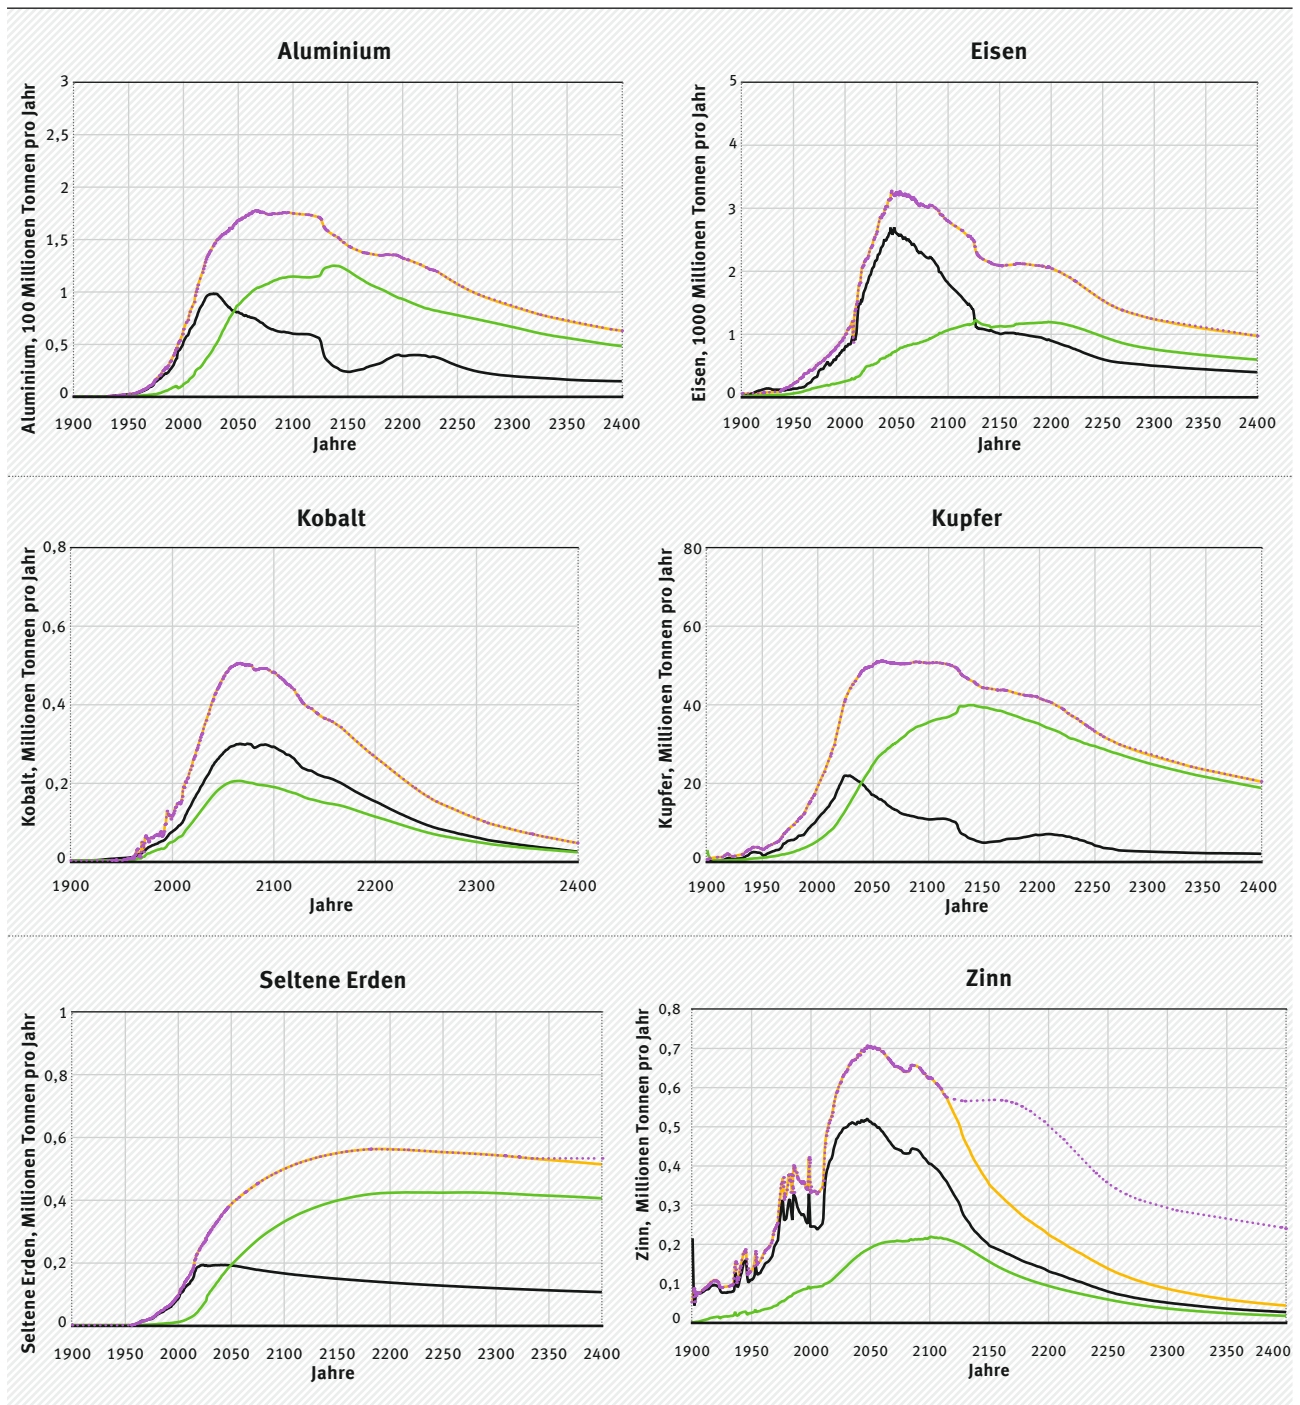 Aluminium
Aluminium, 100 Millionen Tonnen pro Jahr
3
2,5
2
1,5
1
0,5
0
1900 1950 2000 2050 2100 2150 2200 2250 2300 2350 2400
Jahre
Eisen
Eisen, 1000 Millionen Tonnen pro Jahr
5
4
3
2
1
0
1900 1950 2000 2050 2100 2150 2200 2250 2300 2350 2400
Jahre
Kobalt
Kobalt, Millionen Tonnen pro Jahr
0,8
0,6
0,4
0,2
0
1900 2000 2100 2200 2300 2400
Jahre
Kupfer
Kupfer, Millionen Tonnen pro Jahr
80
60
40
20
0
1900 1950 2000 2050 2100 2150 2200 2250 2300 2350 2400
Jahre
Seltene Erden
Seltene Erden, Millionen Tonnen pro Jahr
1
0,8
0,6
0,4
0,2
0
1900 1950 2000 2050 2100 2150 2200 2250 2300 2350 2400
Jahre
Zinn
Zinn, Millionen Tonnen pro Jahr
0,8
0,7
0,6
0,5
0,4
0,3
0,2
0,1
0
1900 1950 2000 2050 2100 2150 2200 2250 2300 2350 2400
Jahre